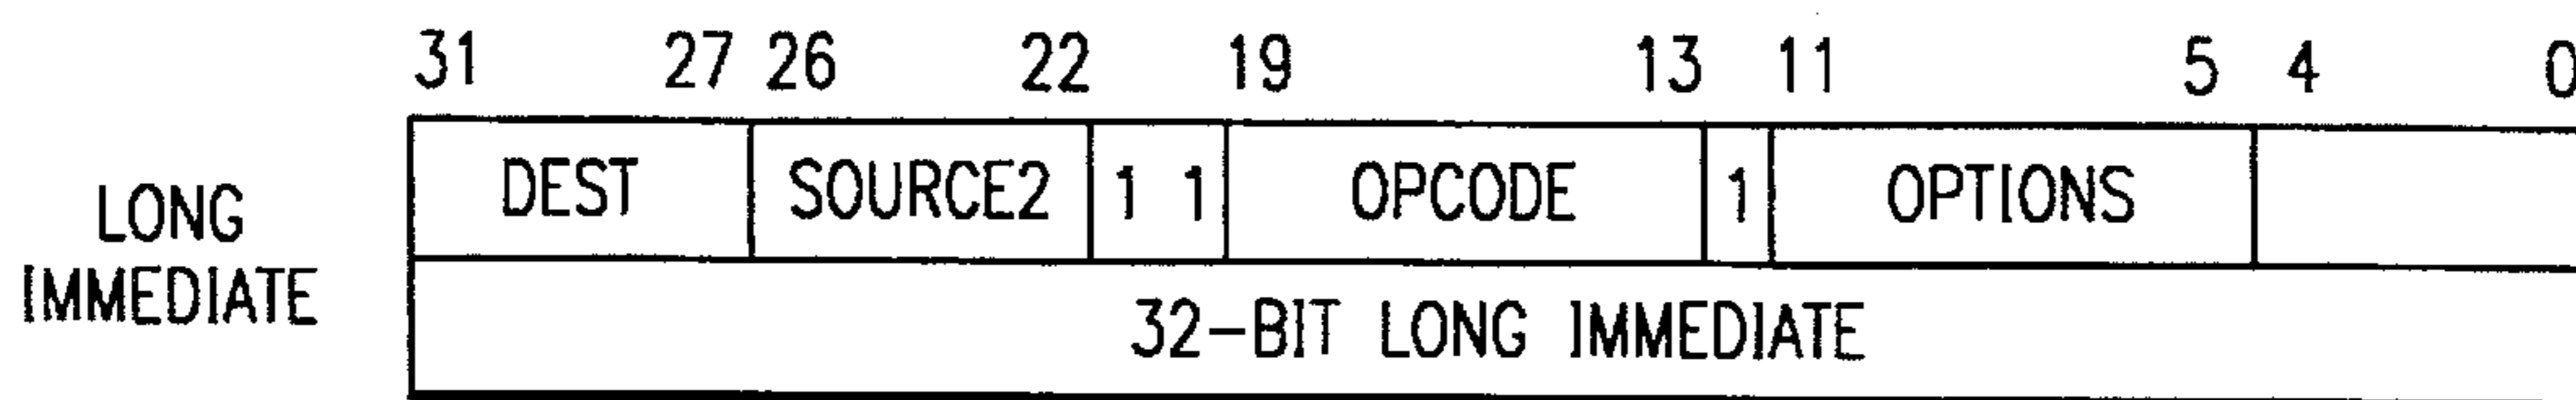 31 27 26 22 19 13 11 5 4 0
LONG IMMEDIATE
DEST SOURCE2 1 1 OPCODE 1 OPTIONS
32-BIT LONG IMMEDIATE